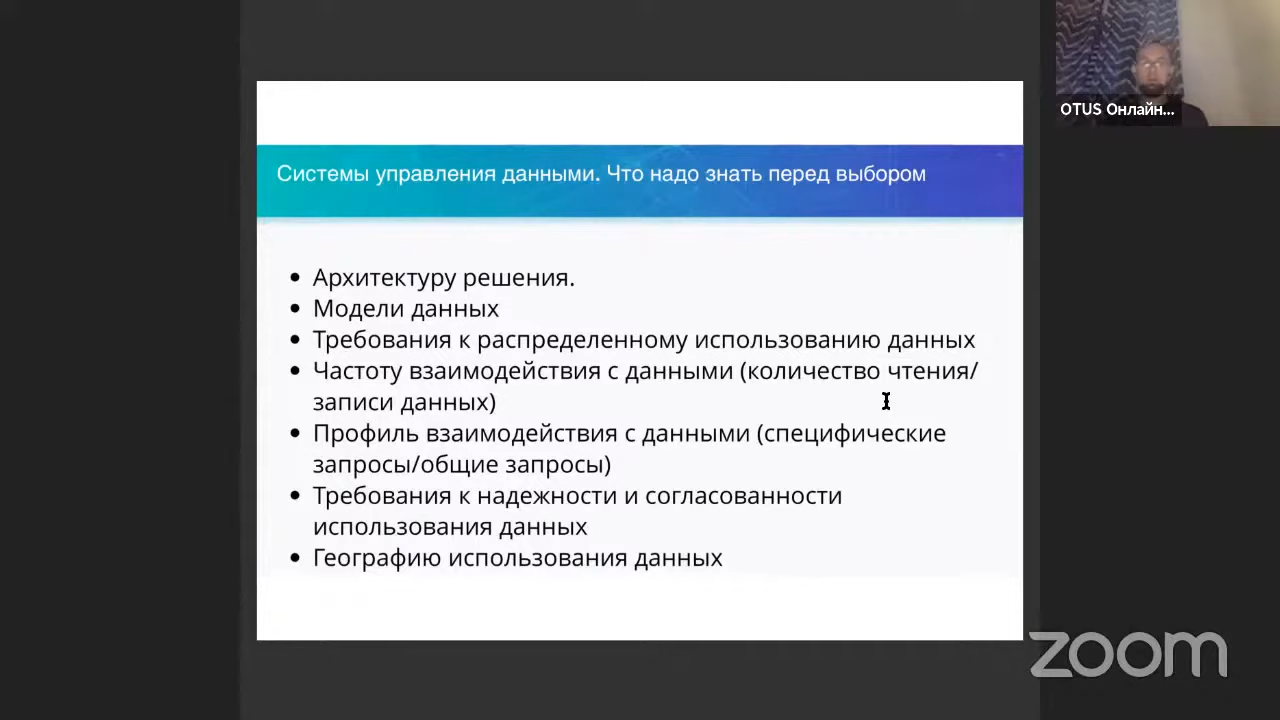 OTUS Онлайн...
Системы управления данными. Что надо знать перед выбором
• Архитектуру решения.
• Модели данных
• Требования к распределенному использованию данных
• Частоту взаимодействия с данными (количество чтения/
записи данных)
• Профиль взаимодействия с данными (специфические
запросы/общие запросы)
• Требования к надежности и согласованности
использования данных
• Географию использования данных
zoom